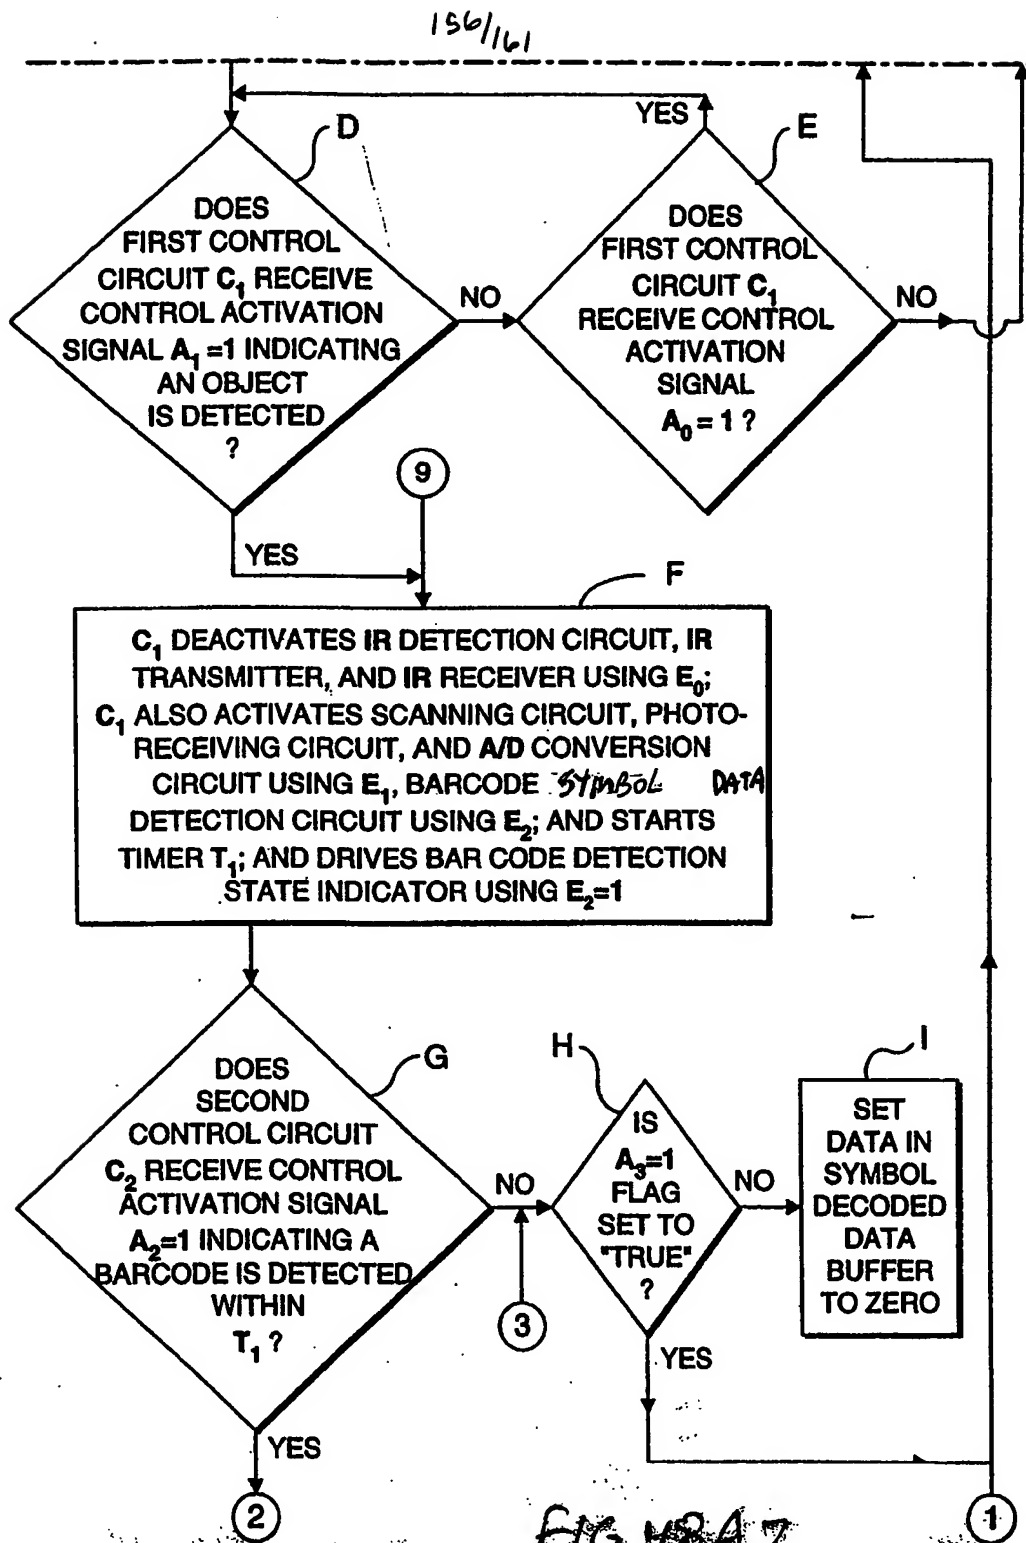 156/161
YES
D
E
DOES
FIRST CONTROL
CIRCUIT C₁ RECEIVE
CONTROL ACTIVATION
SIGNAL A₁ =1 INDICATING
AN OBJECT
IS DETECTED
?
NO
DOES
FIRST CONTROL
CIRCUIT C₁
RECEIVE CONTROL
ACTIVATION
SIGNAL
A₀ = 1 ?
NO
9
YES
F
C₁ DEACTIVATES IR DETECTION CIRCUIT, IR
TRANSMITTER, AND IR RECEIVER USING E₀;
C₁ ALSO ACTIVATES SCANNING CIRCUIT, PHOTO-
RECEIVING CIRCUIT, AND A/D CONVERSION
CIRCUIT USING E₁, BARCODE SYMBOL DATA
DETECTION CIRCUIT USING E₂; AND STARTS
TIMER T₁; AND DRIVES BAR CODE DETECTION
STATE INDICATOR USING E₂=1
G
DOES
SECOND
CONTROL CIRCUIT
C₂ RECEIVE CONTROL
ACTIVATION SIGNAL
A₂=1 INDICATING A
BARCODE IS DETECTED
WITHIN
T₁ ?
NO
3
H
IS
A₃=1
FLAG
SET TO
"TRUE"
?
NO
I
SET
DATA IN
SYMBOL
DECODED
DATA
BUFFER
TO ZERO
YES
YES
2
1
FIG. 48A2